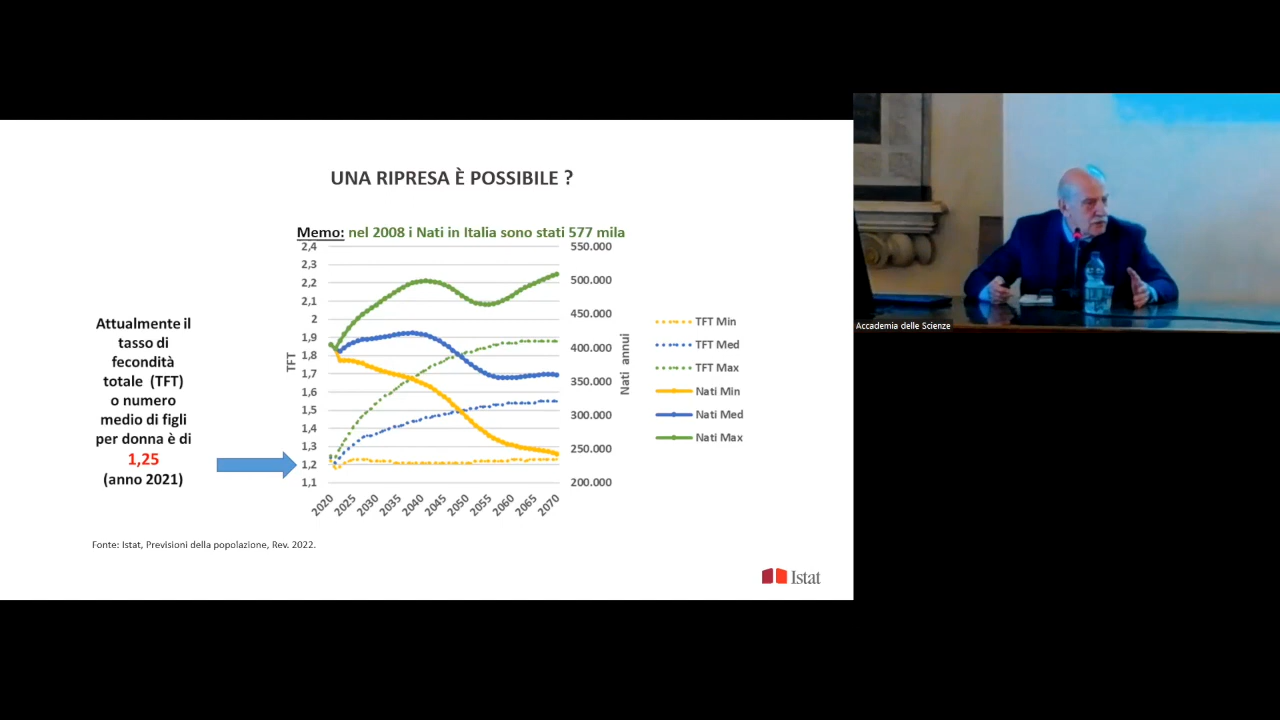 UNA RIPRESA È POSSIBILE ?
Memo: nel 2008 i Nati in Italia sono stati 577 mila
Attualmente il
tasso di
fecondità
totale (TFT)
o numero
medio di figli
per donna è di
1,25
(anno 2021)
TFT
2,4
2,3
2,2
2,1
2
1,9
1,8
1,7
1,6
1,5
1,4
1,3
1,2
1,1
550.000
500.000
450.000
400.000
350.000
300.000
250.000
200.000
Nati annui
2020
2025
2030
2035
2040
2045
2050
2055
2060
2065
2070
TFT Min
TFT Med
TFT Max
Nati Min
Nati Med
Nati Max
Fonte: Istat, Previsioni della popolazione, Rev. 2022.
Istat
Accademia delle Scienze